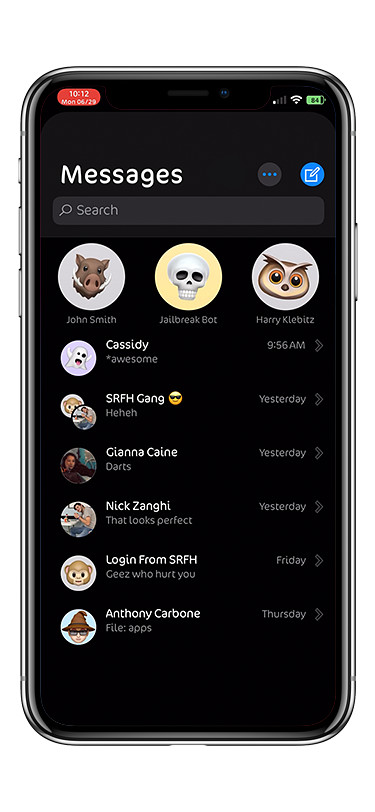 10:12
Mon 06/29
84
Messages
Search
John Smith
Jailbreak Bot
Harry Klebitz
Cassidy
9:56 AM
*awesome
SRFH Gang 😎
Yesterday
Heheh
Gianna Caine
Yesterday
Darts
Nick Zanghi
Yesterday
That looks perfect
Login From SRFH
Friday
Geez who hurt you
Anthony Carbone
Thursday
File: apps